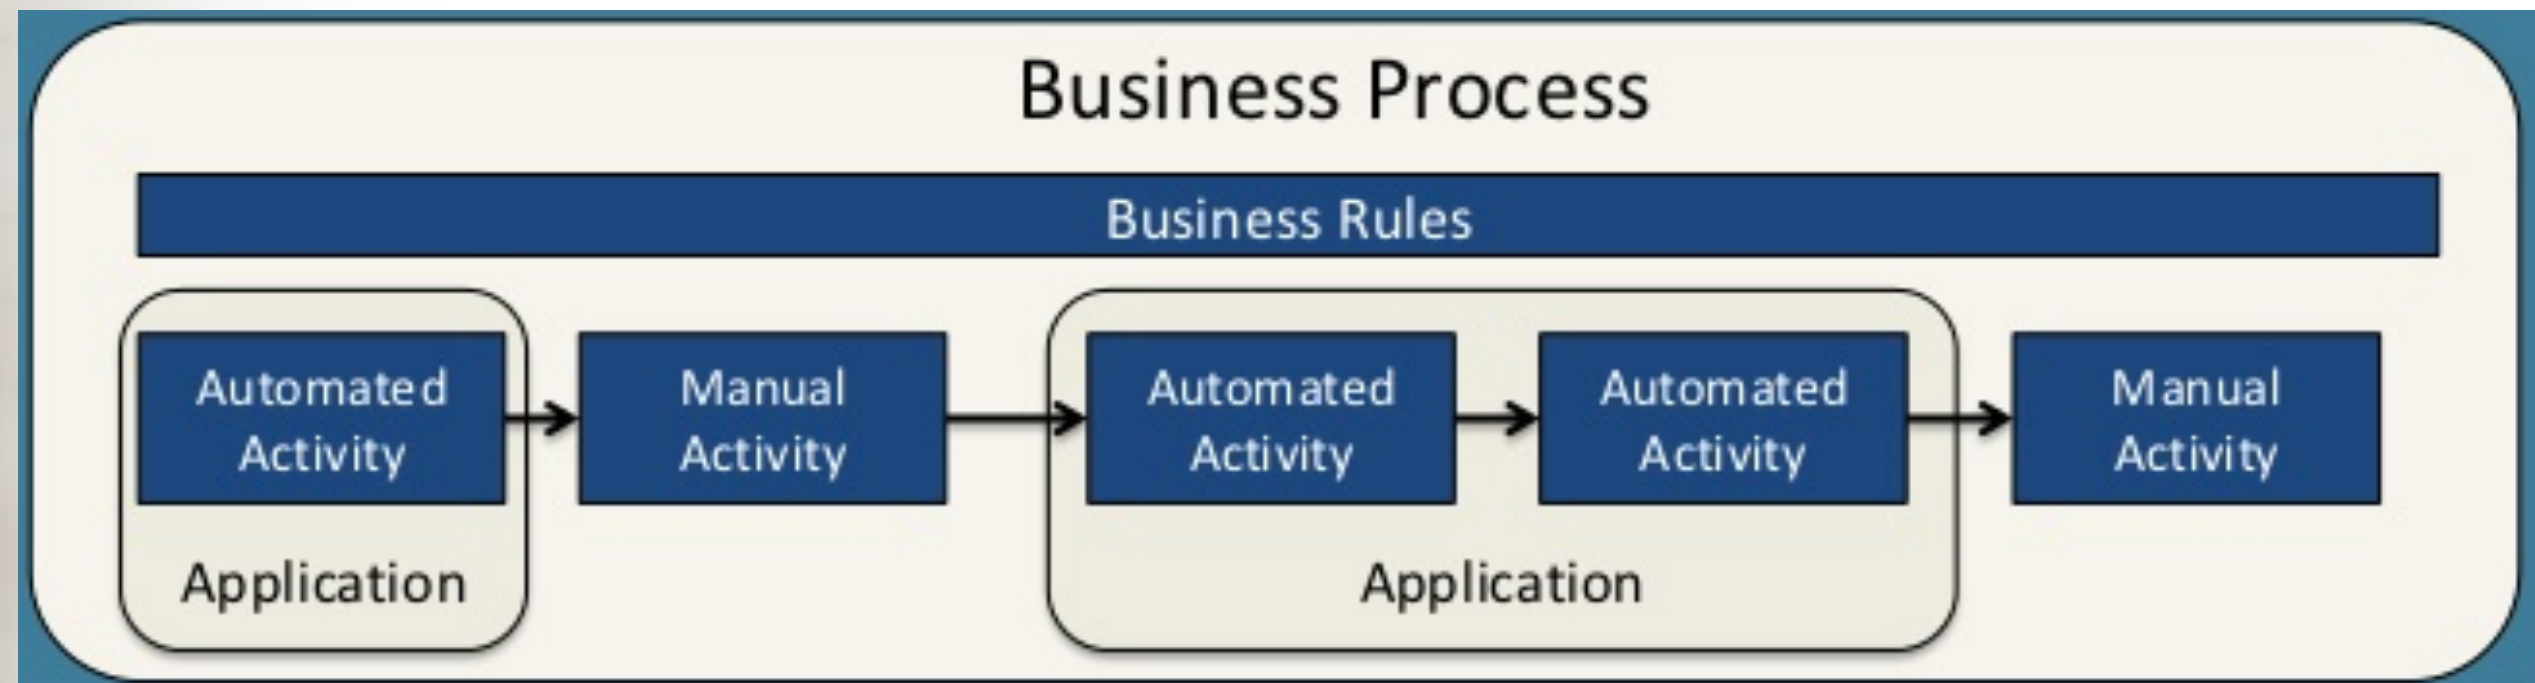 Business Process
Business Rules
Automated
Activity
Manual
Activity
Automated
Activity
Automated
Activity
Manual
Activity
Application
Application